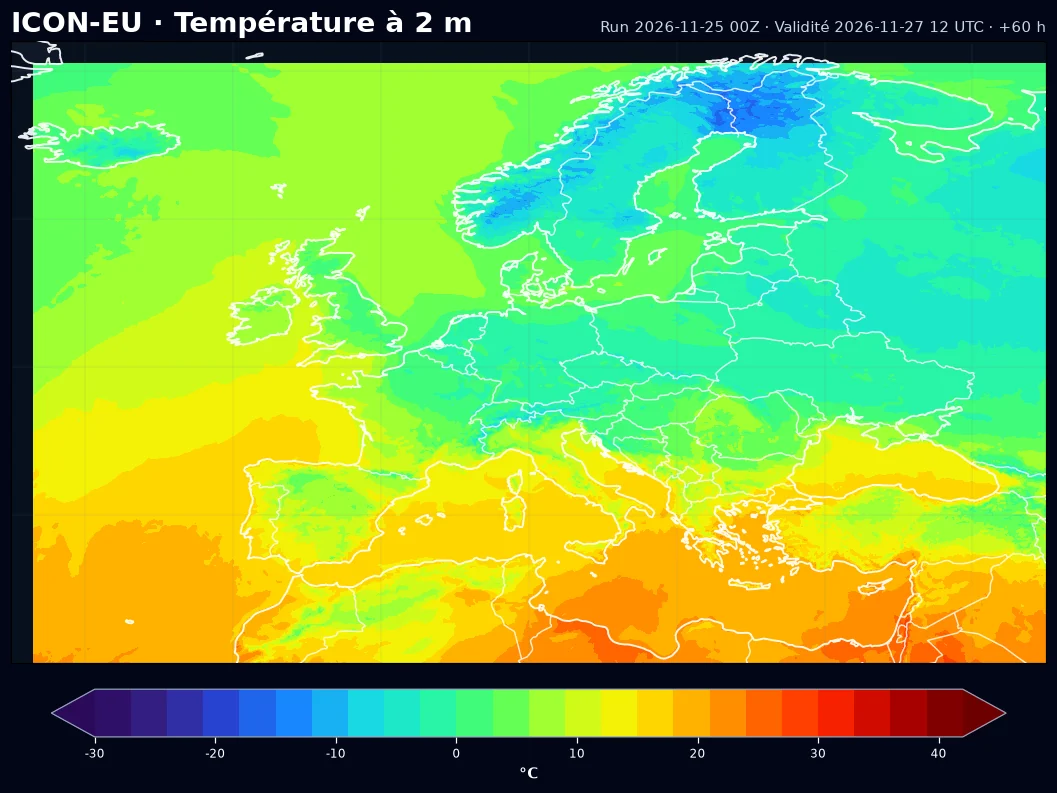 ICON-EU · Température à 2 m
Run 2026-11-25 00Z · Validité 2026-11-27 12 UTC · +60 h
-30 -20 -10 0 10 20 30 40
°C